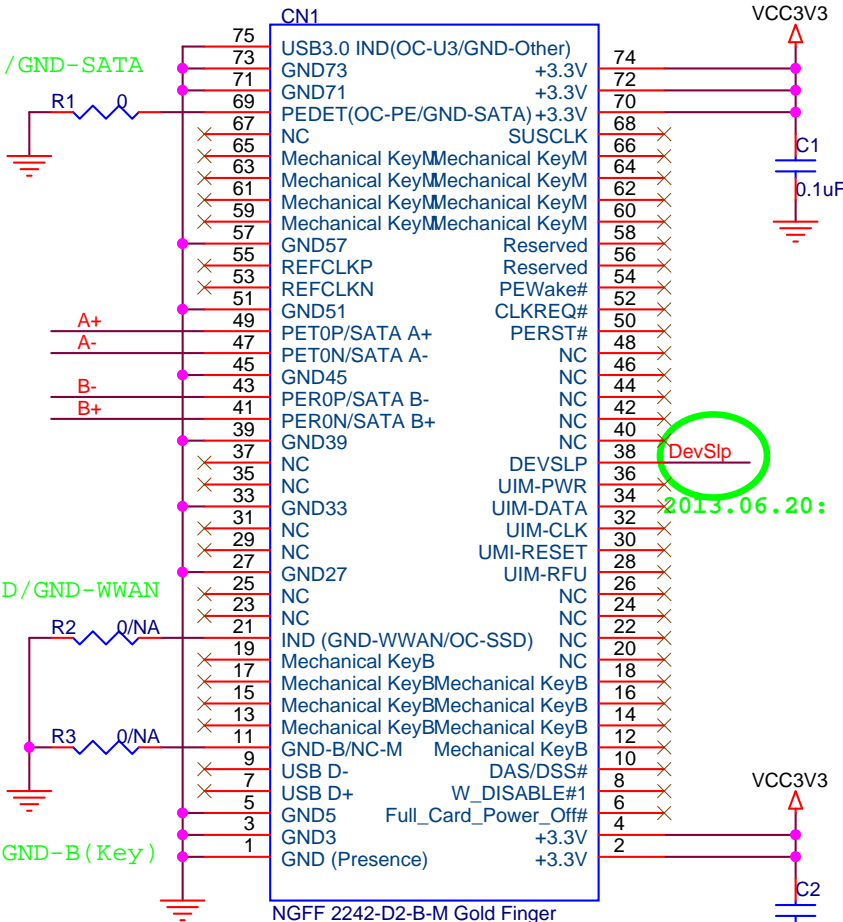 CN1
VCC3V3
75 USB3.0 IND(OC-U3/GND-Other)
/GND-SATA
73 GND73 +3.3V 74
71 GND71 +3.3V 72
R1 0 69 PEDET(OC-PE/GND-SATA) +3.3V 70
67 NC SUSCLK 68
C1
65 Mechanical KeyM Mechanical KeyM 66
63 Mechanical KeyM Mechanical KeyM 64
0.1uF
61 Mechanical KeyM Mechanical KeyM 62
59 Mechanical KeyM Mechanical KeyM 60
57 GND57 Reserved 58
55 REFCLKP Reserved 56
53 REFCLKN PEWake# 54
51 GND51 CLKREQ# 52
A+ 49 PET0P/SATA A+ PERST# 50
A- 47 PET0N/SATA A- NC 48
45 GND45 NC 46
B- 43 PER0P/SATA B- NC 44
B+ 41 PER0N/SATA B+ NC 42
39 GND39 NC 40
37 NC DEVSLP 38 DevSlp
35 NC UIM-PWR 36
33 GND33 UIM-DATA 34 2013.06.20:
31 NC UIM-CLK 32
29 NC UMI-RESET 30
27 GND27 UIM-RFU 28
D/GND-WWAN
25 NC NC 26
23 NC NC 24
R2 0/NA 21 IND (GND-WWAN/OC-SSD) NC 22
19 Mechanical KeyB NC 20
17 Mechanical KeyB Mechanical KeyB 18
15 Mechanical KeyB Mechanical KeyB 16
13 Mechanical KeyB Mechanical KeyB 14
R3 0/NA 11 GND-B/NC-M Mechanical KeyB 12
9 USB D- DAS/DSS# 10
VCC3V3
7 USB D+ W_DISABLE#1 8
5 GND5 Full_Card_Power_Off# 6
3 GND3 +3.3V 4
GND-B(Key)
1 GND (Presence) +3.3V 2
C2
NGFF 2242-D2-B-M Gold Finger